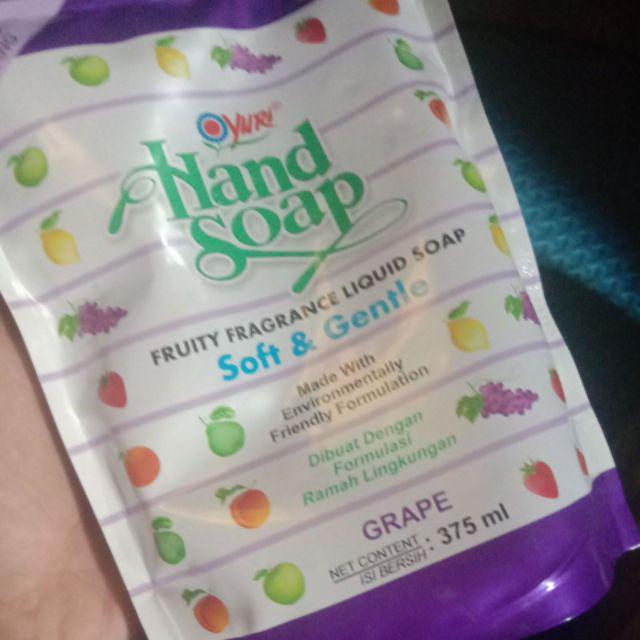 NG
YURI®
Hand
Soap
FRUITY FRAGRANCE LIQUID SOAP
Soft & Gentle
Made With
Environmentally
Friendly Formulation
Dibuat Dengan
Formulasi
Ramah Lingkungan
GRAPE
NET CONTENT
ISI BERSIH : 375 ml